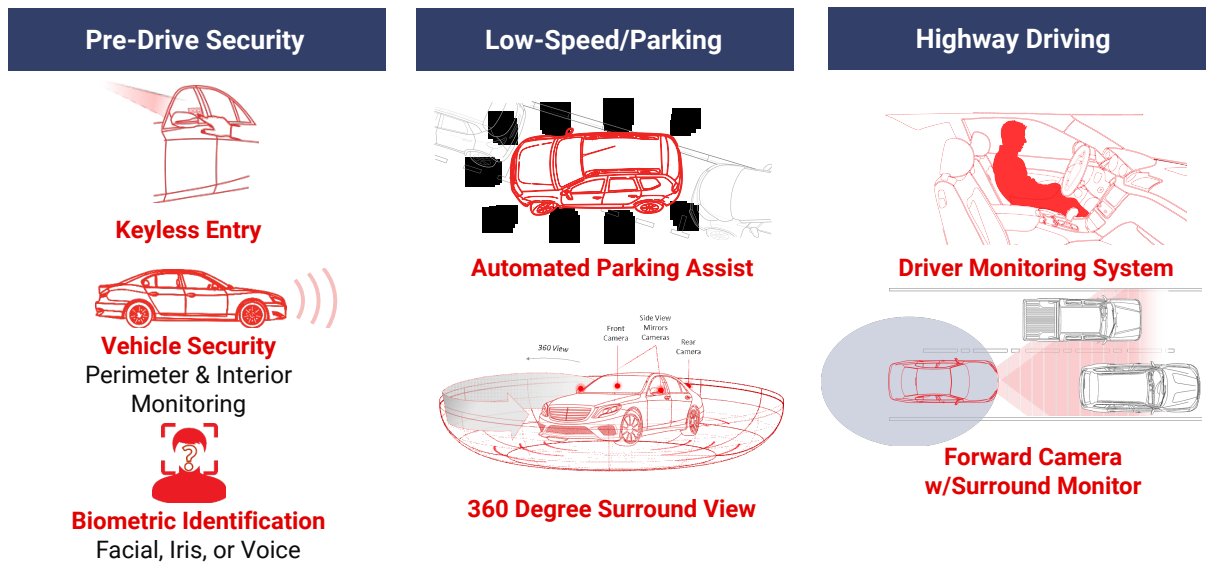 Pre-Drive Security
Keyless Entry
Vehicle Security
Perimeter & Interior
Monitoring
?
Biometric Identification
Facial, Iris, or Voice
Low-Speed/Parking
Automated Parking Assist
360 View
Front
Camera
Side View
Mirrors
Cameras
Rear
Camera
360 Degree Surround View
Highway Driving
Driver Monitoring System
Forward Camera
w/Surround Monitor